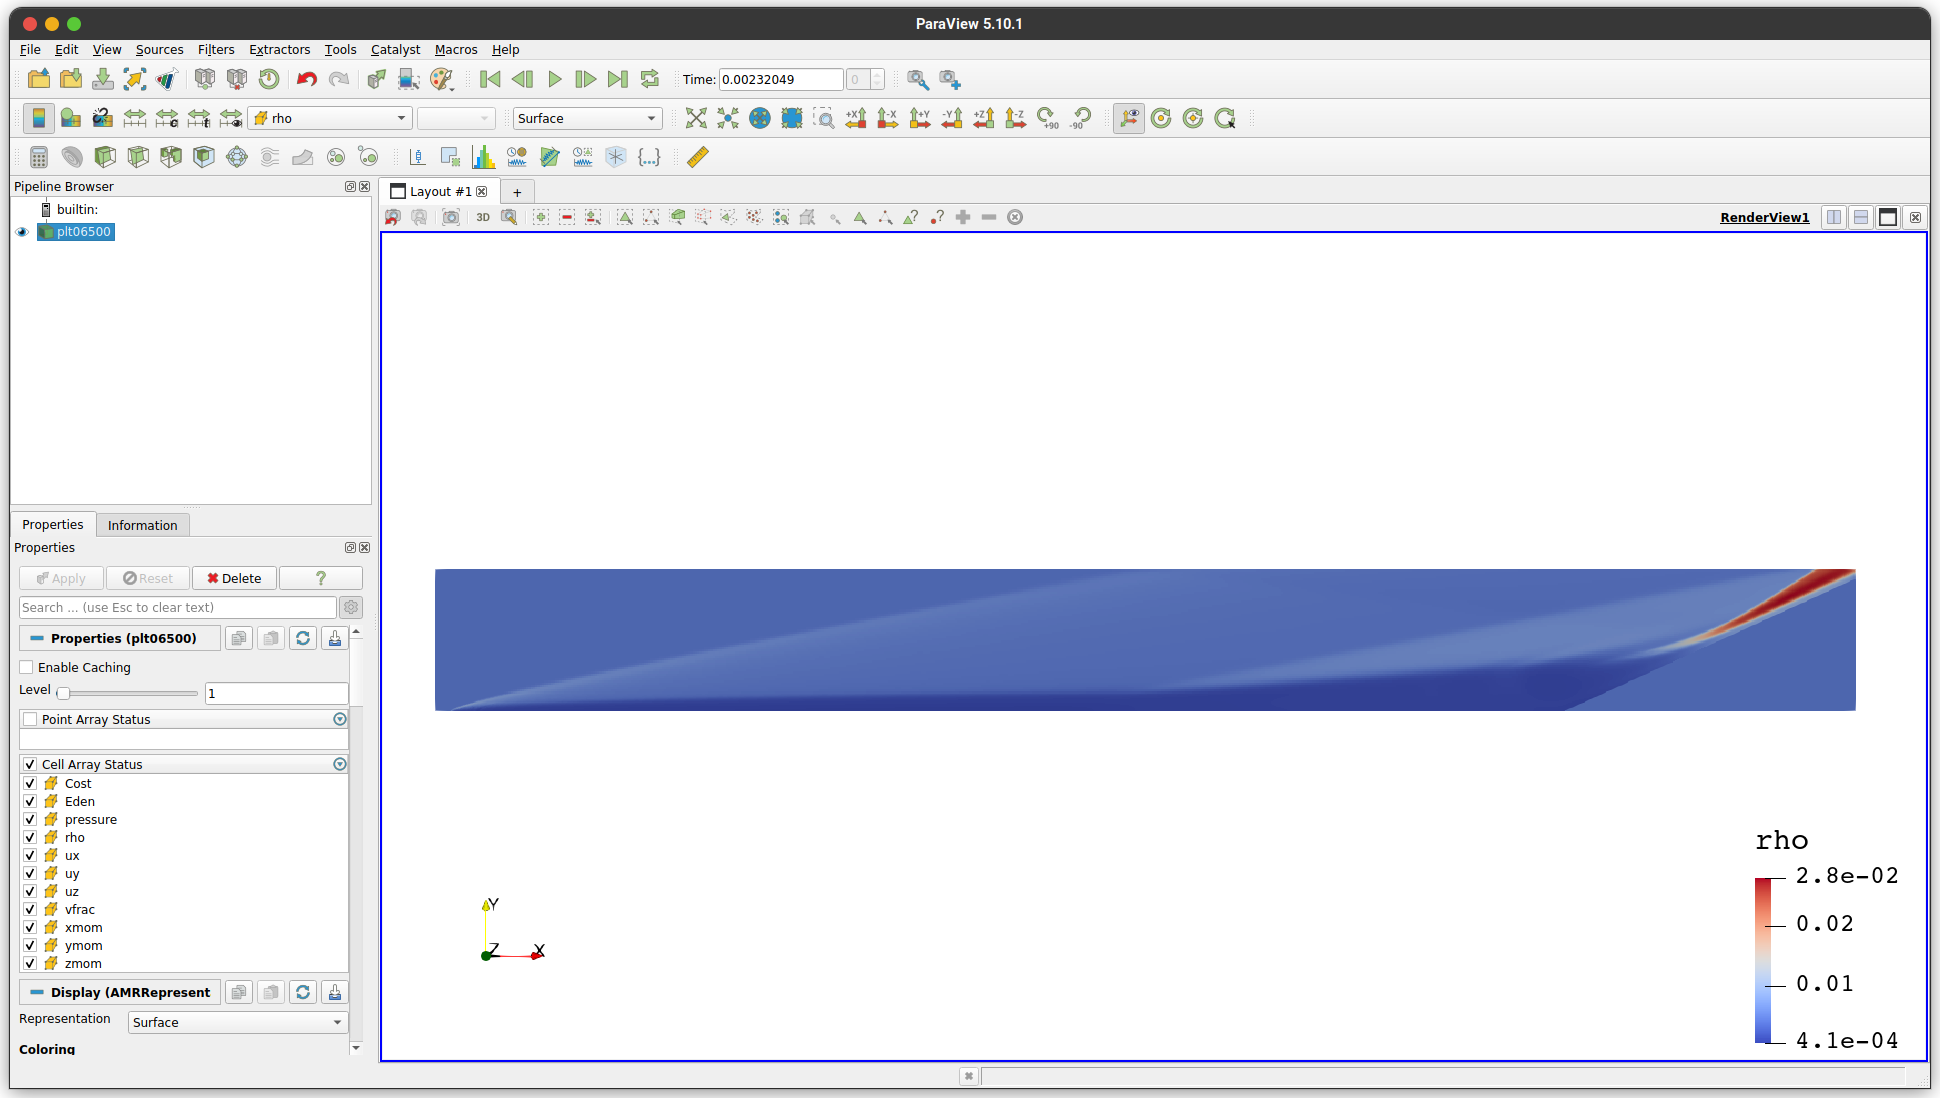 ParaView 5.10.1
File Edit View Sources Filters Extractors Tools Catalyst Macros Help
Time: 0.00232049 0
rho Surface +X -X +Y -Y +Z -Z +90 -90
Pipeline Browser
builtin:
plt06500
Layout #1 +
3D RenderView1
Properties Information
Properties
Apply Reset Delete ?
Search ... (use Esc to clear text)
Properties (plt06500)
Enable Caching
Level 1
Point Array Status
Cell Array Status
Cost
Eden
pressure
rho
ux
uy
uz
vfrac
xmom
ymom
zmom
Display (AMRRepresent
Representation Surface
Coloring
Y
Z X
rho
2.8e-02
0.02
0.01
4.1e-04